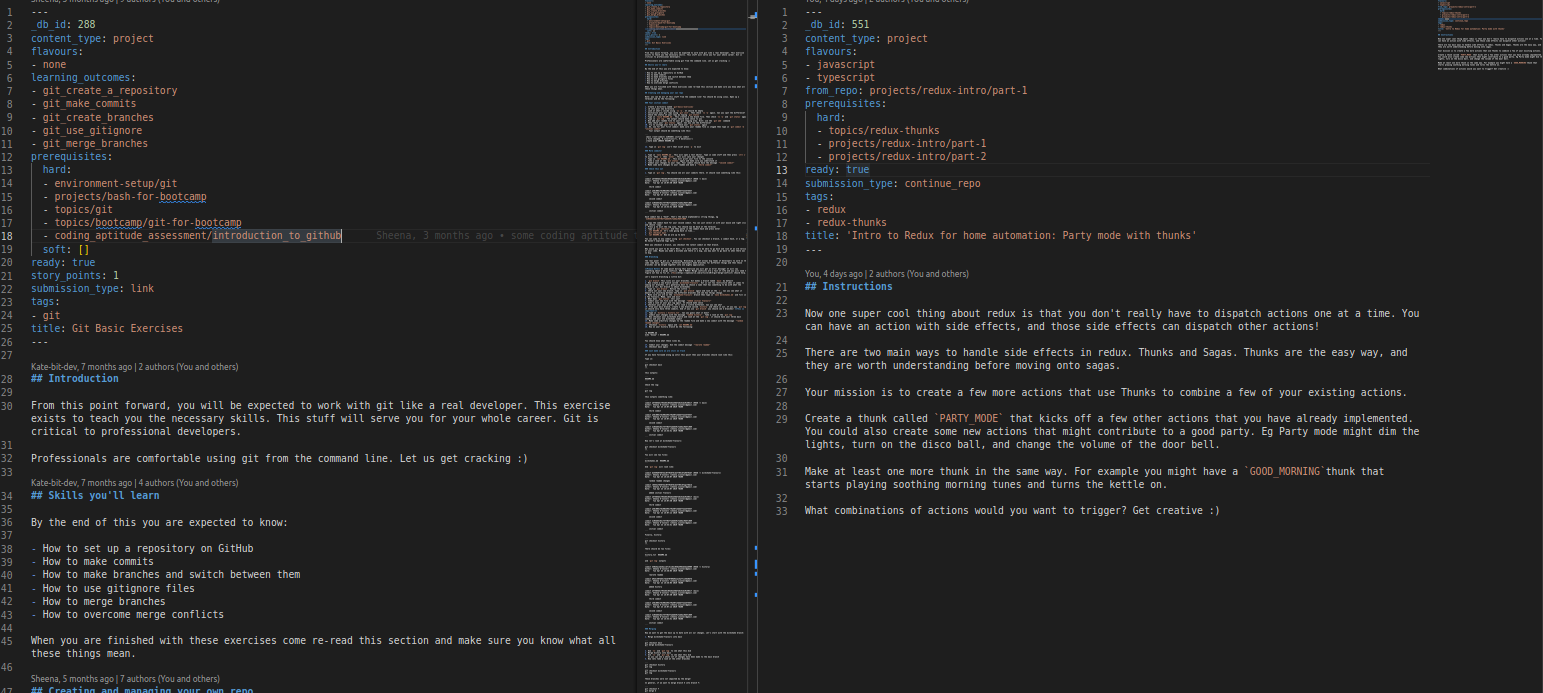 Sheena, 5 months ago | 9 authors (You and others)
1 ---
2 _db_id: 288
3 content_type: project
4 flavours:
5 - none
6 learning_outcomes:
7 - git_create_a_repository
8 - git_make_commits
9 - git_create_branches
10 - git_use_gitignore
11 - git_merge_branches
12 prerequisites:
13 hard:
14 - environment-setup/git
15 - projects/bash-for-bootcamp
16 - topics/git
17 - topics/bootcamp/git-for-bootcamp
18 - coding_aptitude_assessment/introduction_to_github Sheena, 3 months ago • some coding aptitude
19 soft: []
20 ready: true
21 story_points: 1
22 submission_type: link
23 tags:
24 - git
25 title: Git Basic Exercises
26 ---
27
Kate-bit-dev, 7 months ago | 2 authors (You and others)
28 ## Introduction
29
30 From this point forward, you will be expected to work with git like a real developer. This exercise
exists to teach you the necessary skills. This stuff will serve you for your whole career. Git is
critical to professional developers.
31
32 Professionals are comfortable using git from the command line. Let us get cracking :)
33
Kate-bit-dev, 7 months ago | 4 authors (You and others)
34 ## Skills you'll learn
35
36 By the end of this you are expected to know:
37
38 - How to set up a repository on GitHub
39 - How to make commits
40 - How to make branches and switch between them
41 - How to use gitignore files
42 - How to merge branches
43 - How to overcome merge conflicts
44
45 When you are finished with these exercises come re-read this section and make sure you know what all
these things mean.
46
Sheena, 5 months ago | 7 authors (You and others)
47 ## Creating and managing your own repo
You, 4 days ago | 2 authors (You and others)
1 ---
2 _db_id: 551
3 content_type: project
4 flavours:
5 - javascript
6 - typescript
7 from_repo: projects/redux-intro/part-1
8 prerequisites:
9 hard:
10 - topics/redux-thunks
11 - projects/redux-intro/part-1
12 - projects/redux-intro/part-2
13 ready: true
14 submission_type: continue_repo
15 tags:
16 - redux
17 - redux-thunks
18 title: 'Intro to Redux for home automation: Party mode with thunks'
19 ---
20
You, 4 days ago | 2 authors (You and others)
21 ## Instructions
22
23 Now one super cool thing about redux is that you don't really have to dispatch actions one at a time. You
can have an action with side effects, and those side effects can dispatch other actions!
24
25 There are two main ways to handle side effects in redux. Thunks and Sagas. Thunks are the easy way, and
they are worth understanding before moving onto sagas.
26
27 Your mission is to create a few more actions that use Thunks to combine a few of your existing actions.
28
29 Create a thunk called `PARTY_MODE` that kicks off a few other actions that you have already implemented.
You could also create some new actions that might contribute to a good party. Eg Party mode might dim the
lights, turn on the disco ball, and change the volume of the door bell.
30
31 Make at least one more thunk in the same way. For example you might have a `GOOD_MORNING`thunk that
starts playing soothing morning tunes and turns the kettle on.
32
33 What combinations of actions would you want to trigger? Get creative :)